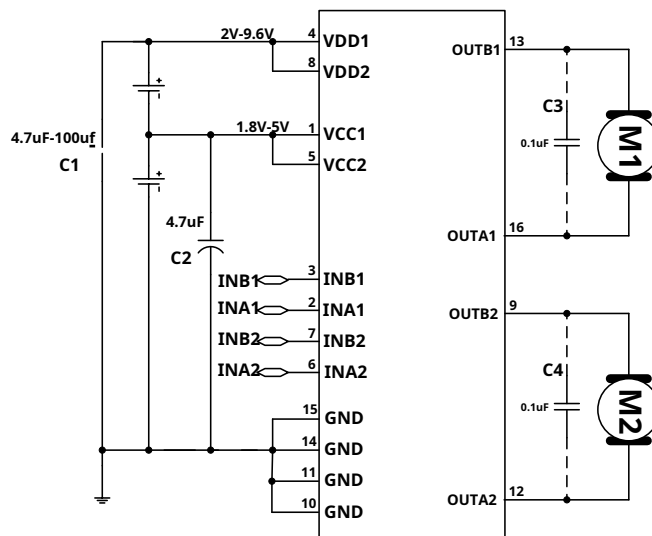 2V-9.6V
4
VDD1
8
VDD2
1.8V-5V
1
VCC1
5
VCC2
4.7uF-100uf
C1
4.7uF
C2
INB1
3
INB1
INA1
2
INA1
INB2
7
INB2
INA2
6
INA2
15
GND
14
GND
11
GND
10
GND
OUTB1
13
C3
0.1uF
M1
OUTA1
16
OUTB2
9
C4
0.1uF
M2
OUTA2
12